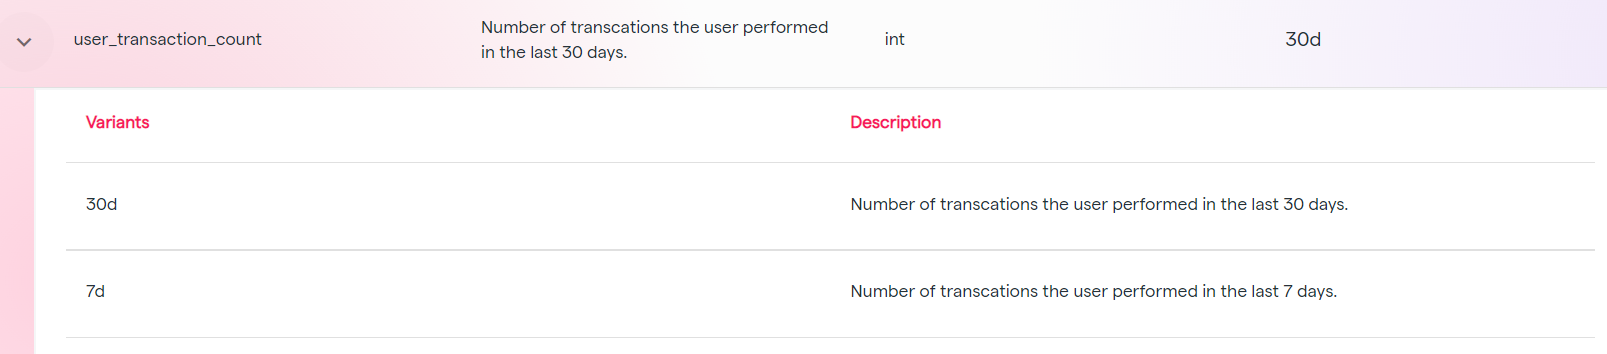 user_transaction_count
Number of transcations the user performed
in the last 30 days.
int
30d
Variants
Description
30d
Number of transcations the user performed in the last 30 days.
7d
Number of transcations the user performed in the last 7 days.